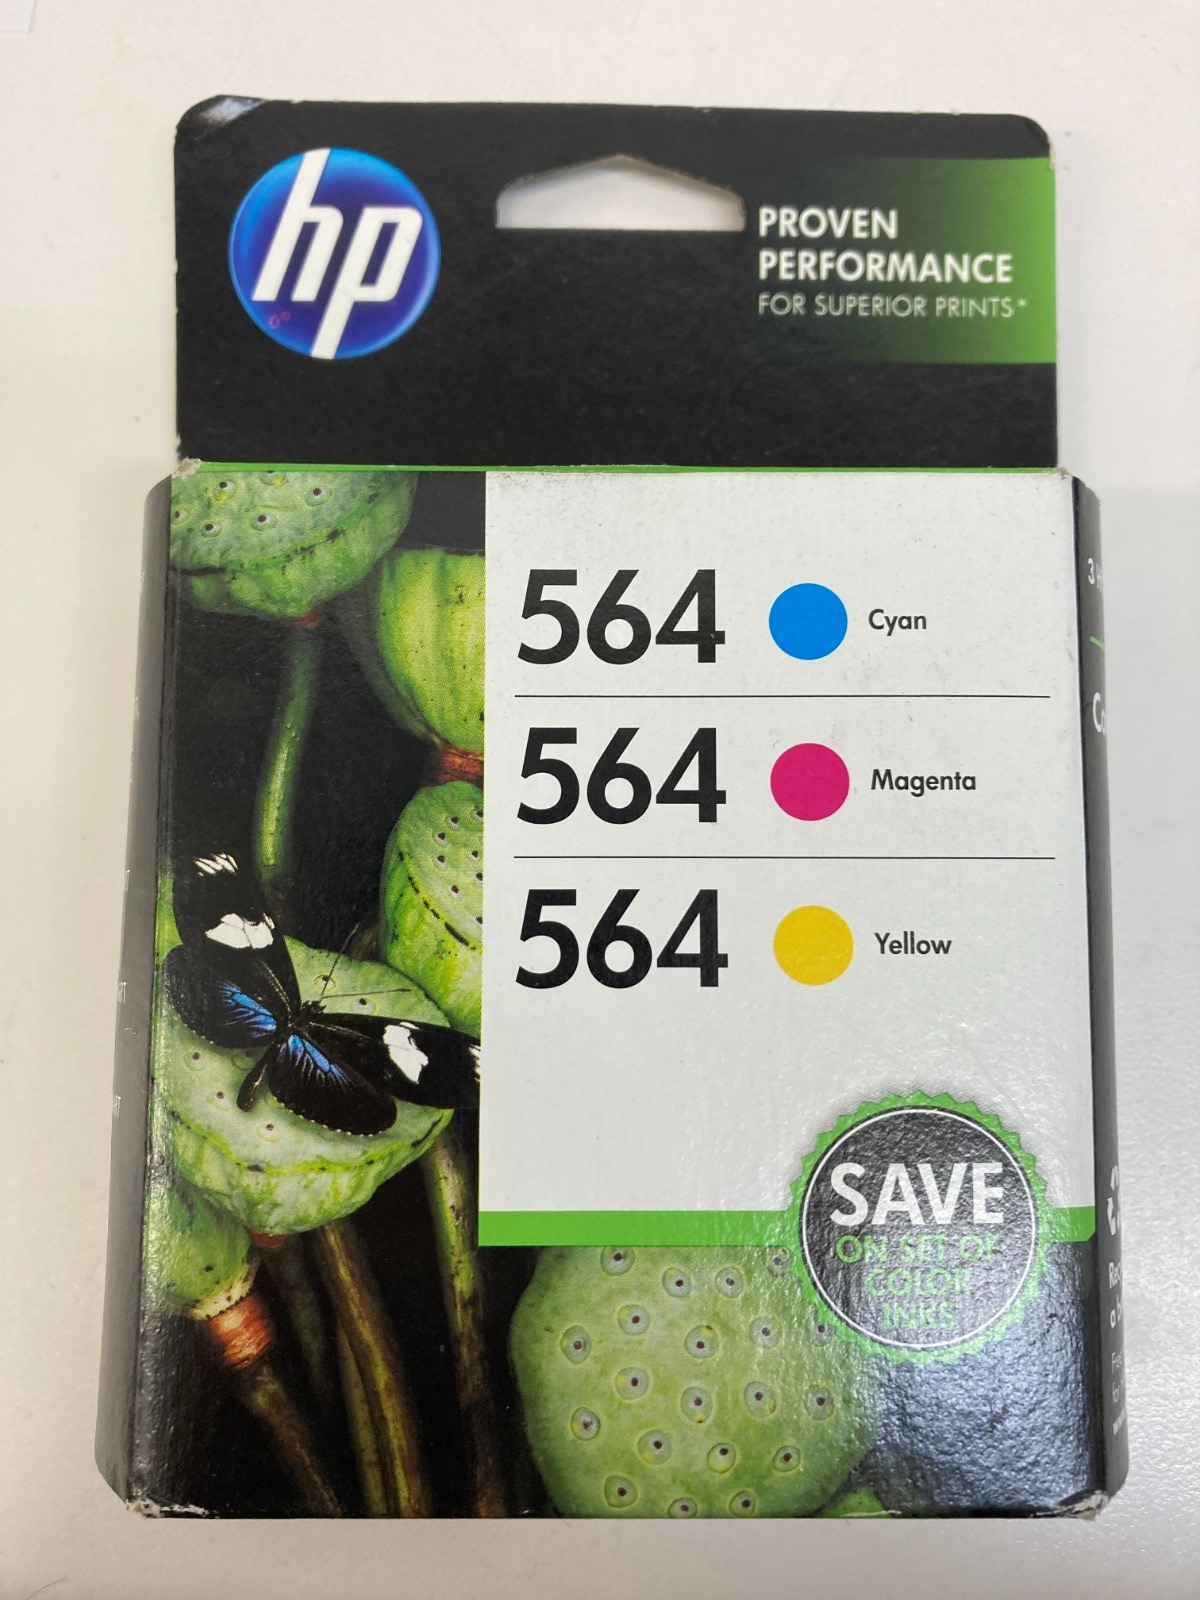 hp
PROVEN
PERFORMANCE
FOR SUPERIOR PRINTS*
564 Cyan
564 Magenta
564 Yellow
SAVE
ON SET OF
COLOR
INKS